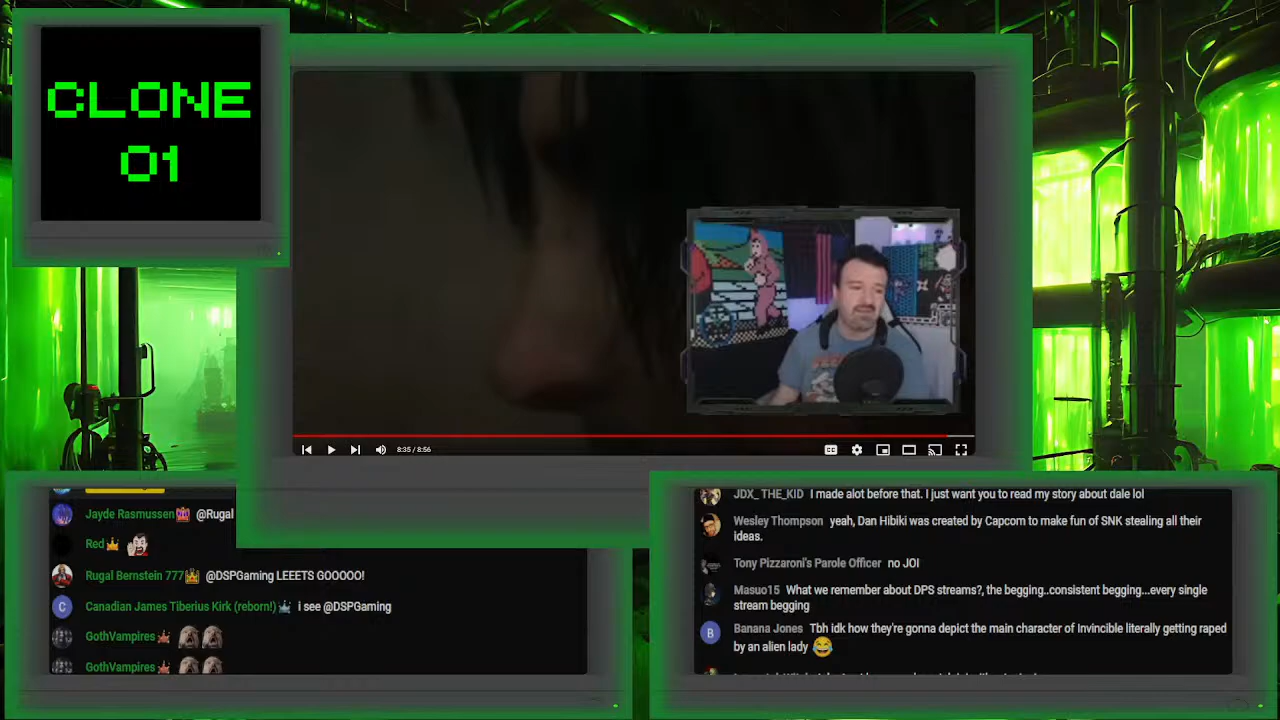 CLONE
01
8:35 / 8:56
Jayde Rasmussen @Rugal
Red
Rugal Bernstein 777 @DSPGaming LEEETS GOOOOO!
C Canadian James Tiberius Kirk (reborn!) i see @DSPGaming
GothVampires
GothVampires
JDX_ THE_KID I made alot before that. I just want you to read my story about dale lol
Wesley Thompson yeah, Dan Hibiki was created by Capcom to make fun of SNK stealing all their
ideas.
Tony Pizzaroni's Parole Officer no JOI
Masuo15 What we remember about DPS streams?, the begging..consistent begging...every single
stream begging
B Banana Jones Tbh idk how they're gonna depict the main character of Invincible literally getting raped
by an alien lady